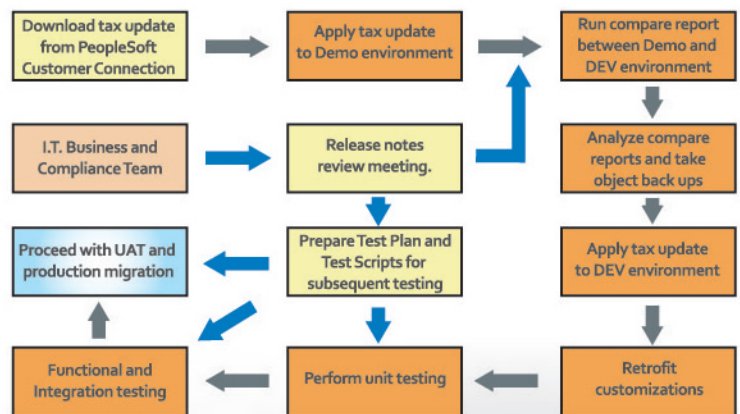 Download tax update
from PeopleSoft
Customer Connection
Apply tax update
to Demo environment
Run compare report
between Demo and
DEV environment
I.T. Business and
Compliance Team
Release notes
review meeting.
Analyze compare
reports and take
object back ups
Proceed with UAT and
production migration
Prepare Test Plan and
Test Scripts for
subsequent testing
Apply tax update
to DEV environment
Functional and
Integration testing
Perform unit testing
Retrofit
customizations